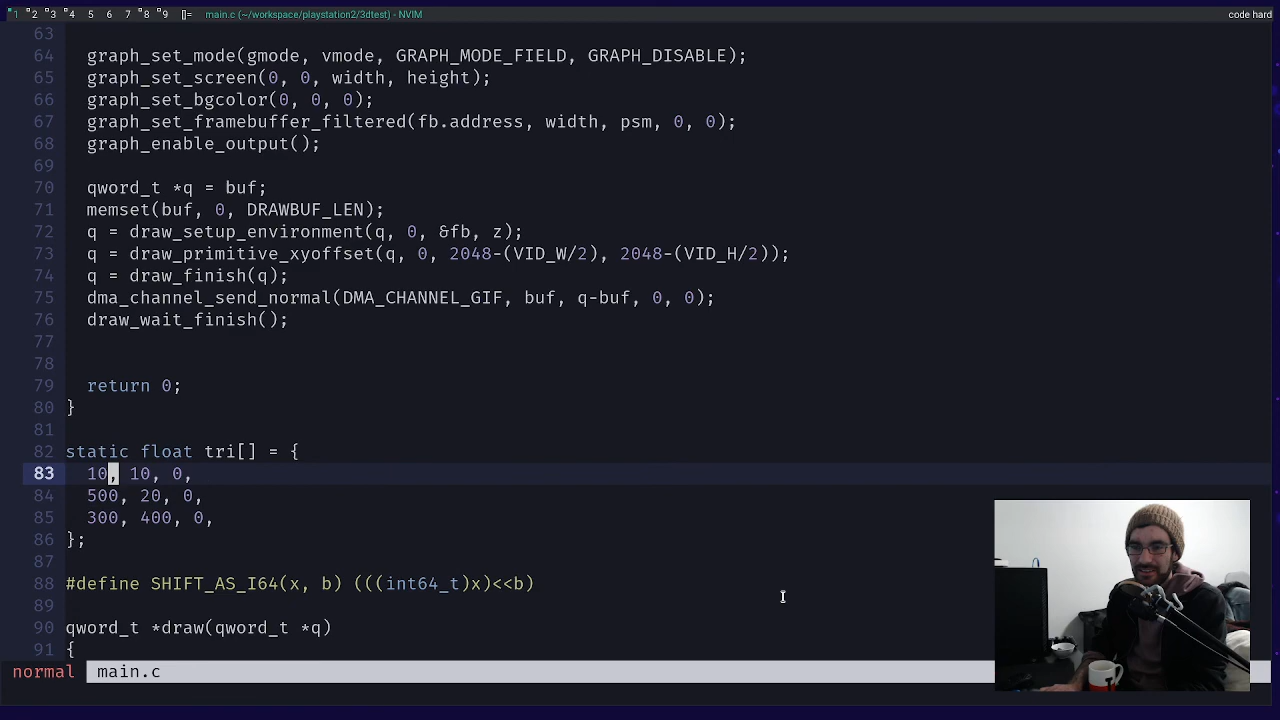 1 2 3 4 5 6 7 8 9 []= main.c (~/workspace/playstation2/3dtest) - NVIM code hard
63
64 graph_set_mode(gmode, vmode, GRAPH_MODE_FIELD, GRAPH_DISABLE);
65 graph_set_screen(0, 0, width, height);
66 graph_set_bgcolor(0, 0, 0);
67 graph_set_framebuffer_filtered(fb.address, width, psm, 0, 0);
68 graph_enable_output();
69
70 qword_t *q = buf;
71 memset(buf, 0, DRAWBUF_LEN);
72 q = draw_setup_environment(q, 0, &fb, z);
73 q = draw_primitive_xyoffset(q, 0, 2048-(VID_W/2), 2048-(VID_H/2));
74 q = draw_finish(q);
75 dma_channel_send_normal(DMA_CHANNEL_GIF, buf, q-buf, 0, 0);
76 draw_wait_finish();
77
78
79 return 0;
80 }
81
82 static float tri[] = {
83 10, 10, 0,
84 500, 20, 0,
85 300, 400, 0,
86 };
87
88 #define SHIFT_AS_I64(x, b) (((int64_t)x)<<b)
89
90 qword_t *draw(qword_t *q)
91 {
normal main.c